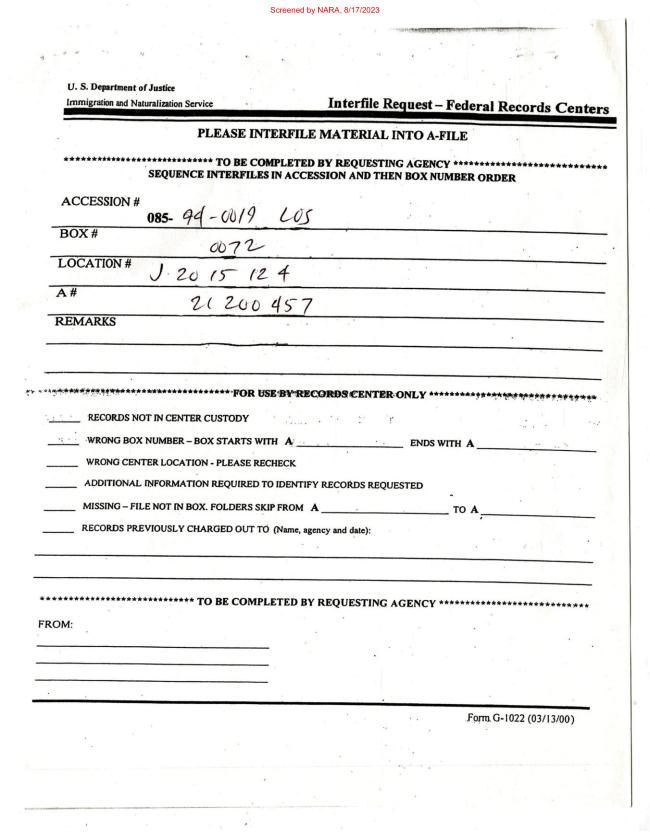 Screened by NARA, 8/17/2023
U. S. Department of Justice
Immigration and Naturalization Service Interfile Request – Federal Records Centers
PLEASE INTERFILE MATERIAL INTO A-FILE
**************************** TO BE COMPLETED BY REQUESTING AGENCY ****************************
SEQUENCE INTERFILES IN ACCESSION AND THEN BOX NUMBER ORDER
ACCESSION #
085- 94-0019 LOS
BOX #
0072
LOCATION #
J 20 15 12 4
A #
21 200 457
REMARKS
**************************** FOR USE BY RECORDS CENTER ONLY ****************************
_____ RECORDS NOT IN CENTER CUSTODY
_____ WRONG BOX NUMBER – BOX STARTS WITH A _______________ ENDS WITH A _______________
_____ WRONG CENTER LOCATION - PLEASE RECHECK
_____ ADDITIONAL INFORMATION REQUIRED TO IDENTIFY RECORDS REQUESTED
_____ MISSING – FILE NOT IN BOX. FOLDERS SKIP FROM A _______________ TO A _______________
_____ RECORDS PREVIOUSLY CHARGED OUT TO (Name, agency and date):
**************************** TO BE COMPLETED BY REQUESTING AGENCY ****************************
FROM:
Form G-1022 (03/13/00)